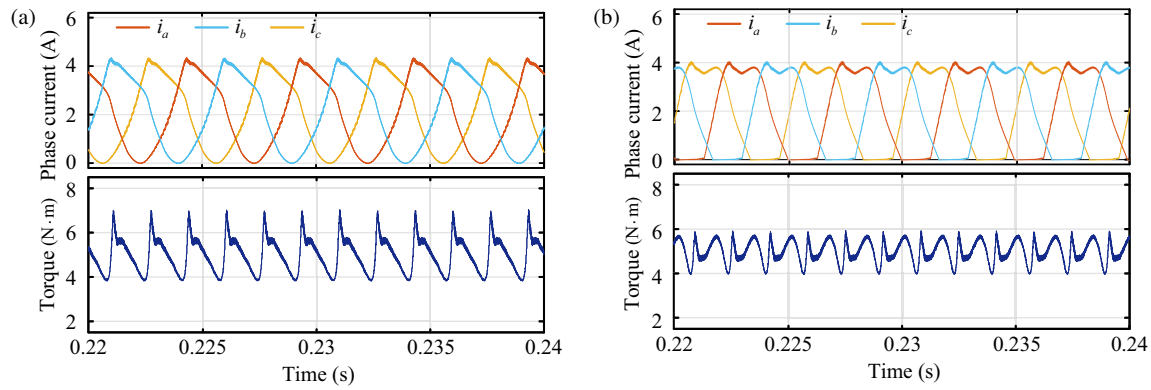 (a)
i_a i_b i_c
Phase current (A)
6
4
2
0
Torque (N·m)
8
6
4
2
0.22 0.225 0.23 0.235 0.24
Time (s)
(b)
i_a i_b i_c
Phase current (A)
6
4
2
0
Torque (N·m)
8
6
4
2
0.22 0.225 0.23 0.235 0.24
Time (s)